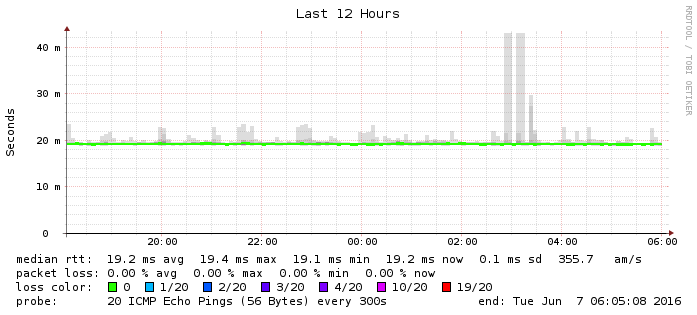 Last 12 Hours
RRDTOOL / TOBI OETIKER
Seconds
40 m
30 m
20 m
10 m
0
20:00 22:00 00:00 02:00 04:00 06:00
median rtt: 19.2 ms avg 19.4 ms max 19.1 ms min 19.2 ms now 0.1 ms sd 355.7 am/s
packet loss: 0.00 % avg 0.00 % max 0.00 % min 0.00 % now
loss color: 0 1/20 2/20 3/20 4/20 10/20 19/20
probe: 20 ICMP Echo Pings (56 Bytes) every 300s end: Tue Jun 7 06:05:08 2016